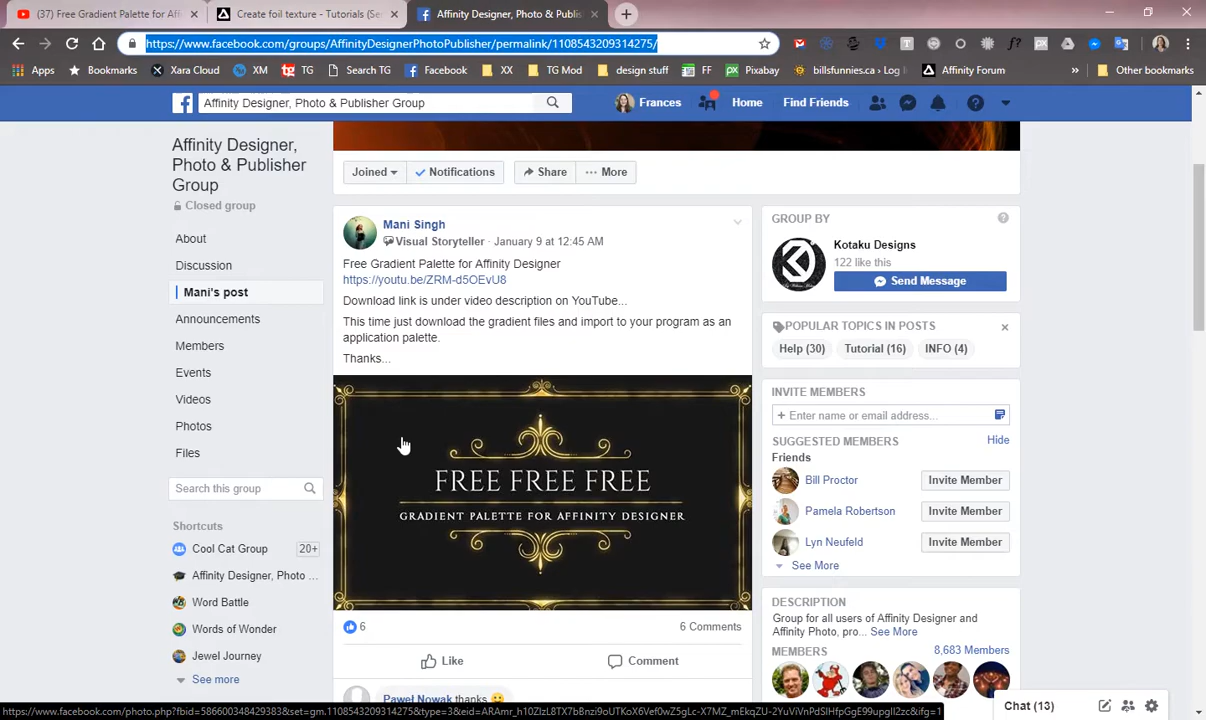 (37) Free Gradient Palette for Aff
Create foil texture - Tutorials (Se
Affinity Designer, Photo & Publis
https://www.facebook.com/groups/AffinityDesignerPhotoPublisher/permalink/1108543209314275/
Apps Bookmarks Xara Cloud XM TG Search TG Facebook XX TG Mod design stuff FF Pixabay billsfunnies.ca › Log Affinity Forum » Other bookmarks
Affinity Designer, Photo & Publisher Group
Frances Home Find Friends
Affinity Designer,
Photo & Publisher
Group
Closed group
About
Discussion
Mani's post
Announcements
Members
Events
Videos
Photos
Files
Search this group
Shortcuts
Cool Cat Group 20+
Affinity Designer, Photo ...
Word Battle
Words of Wonder
Jewel Journey
See more
Joined Notifications Share More
Mani Singh
Visual Storyteller · January 9 at 12:45 AM
Free Gradient Palette for Affinity Designer
https://youtu.be/ZRM-d5OEvU8
Download link is under video description on YouTube...
This time just download the gradient files and import to your program as an
application palette.
Thanks...
FREE FREE FREE
GRADIENT PALETTE FOR AFFINITY DESIGNER
6 6 Comments
Like Comment
Paweł Nowak thanks
GROUP BY
Kotaku Designs
122 like this
Send Message
POPULAR TOPICS IN POSTS
Help (30) Tutorial (16) INFO (4)
INVITE MEMBERS
+ Enter name or email address...
SUGGESTED MEMBERS Hide
Friends
Bill Proctor Invite Member
Pamela Robertson Invite Member
Lyn Neufeld Invite Member
See More
DESCRIPTION
Group for all users of Affinity Designer and
Affinity Photo, pro... See More
MEMBERS 8,683 Members
Chat (13)